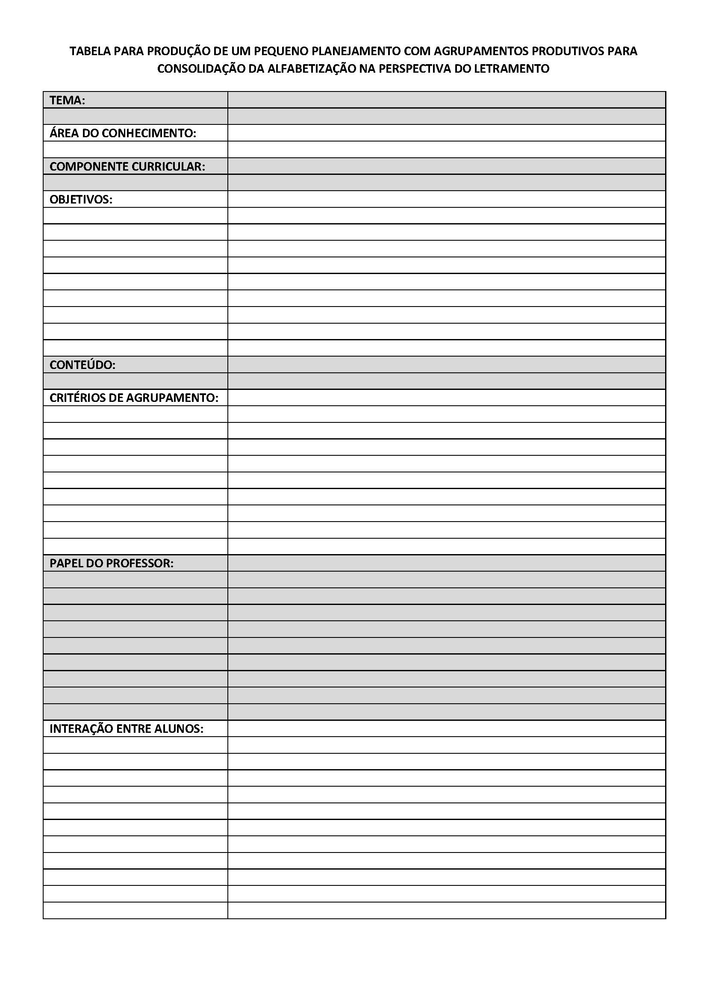 TABELA PARA PRODUÇÃO DE UM PEQUENO PLANEJAMENTO COM AGRUPAMENTOS PRODUTIVOS PARA
CONSOLIDAÇÃO DA ALFABETIZAÇÃO NA PERSPECTIVA DO LETRAMENTO
TEMA:
ÁREA DO CONHECIMENTO:
COMPONENTE CURRICULAR:
OBJETIVOS:
CONTEÚDO:
CRITÉRIOS DE AGRUPAMENTO:
PAPEL DO PROFESSOR:
INTERAÇÃO ENTRE ALUNOS: